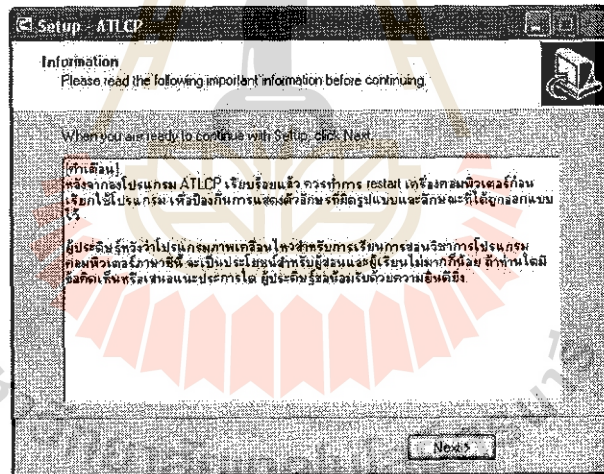 Setup - ATLCP
Information
Please read the following important information before continuing.
When you are ready to continue with Setup, click Next.
[คำเตือน]
หลังจากลงโปรแกรม ATLCP เรียบร้อยแล้ว ควรทำการ restart เครื่องคอมพิวเตอร์ก่อน
เรียกใช้โปรแกรม เพื่อป้องกันการแสดงตัวอักษรที่ผิดรูปแบบและลักษณะที่ได้ถูกออกแบบ
ไว้
ผู้ประดิษฐ์หวังว่าโปรแกรมภาพเคลื่อนไหวสำหรับการเรียนการสอนวิชาการโปรแกรม
คอมพิวเตอร์ภาษาซีนี้ จะเป็นประโยชน์สำหรับผู้สอนและผู้เรียนไม่มากก็น้อย ถ้าท่านใดมี
ข้อคิดเห็นหรือเสนอแนะประการใด ผู้ประดิษฐ์ขอน้อมรับด้วยความยินดียิ่ง
Next >